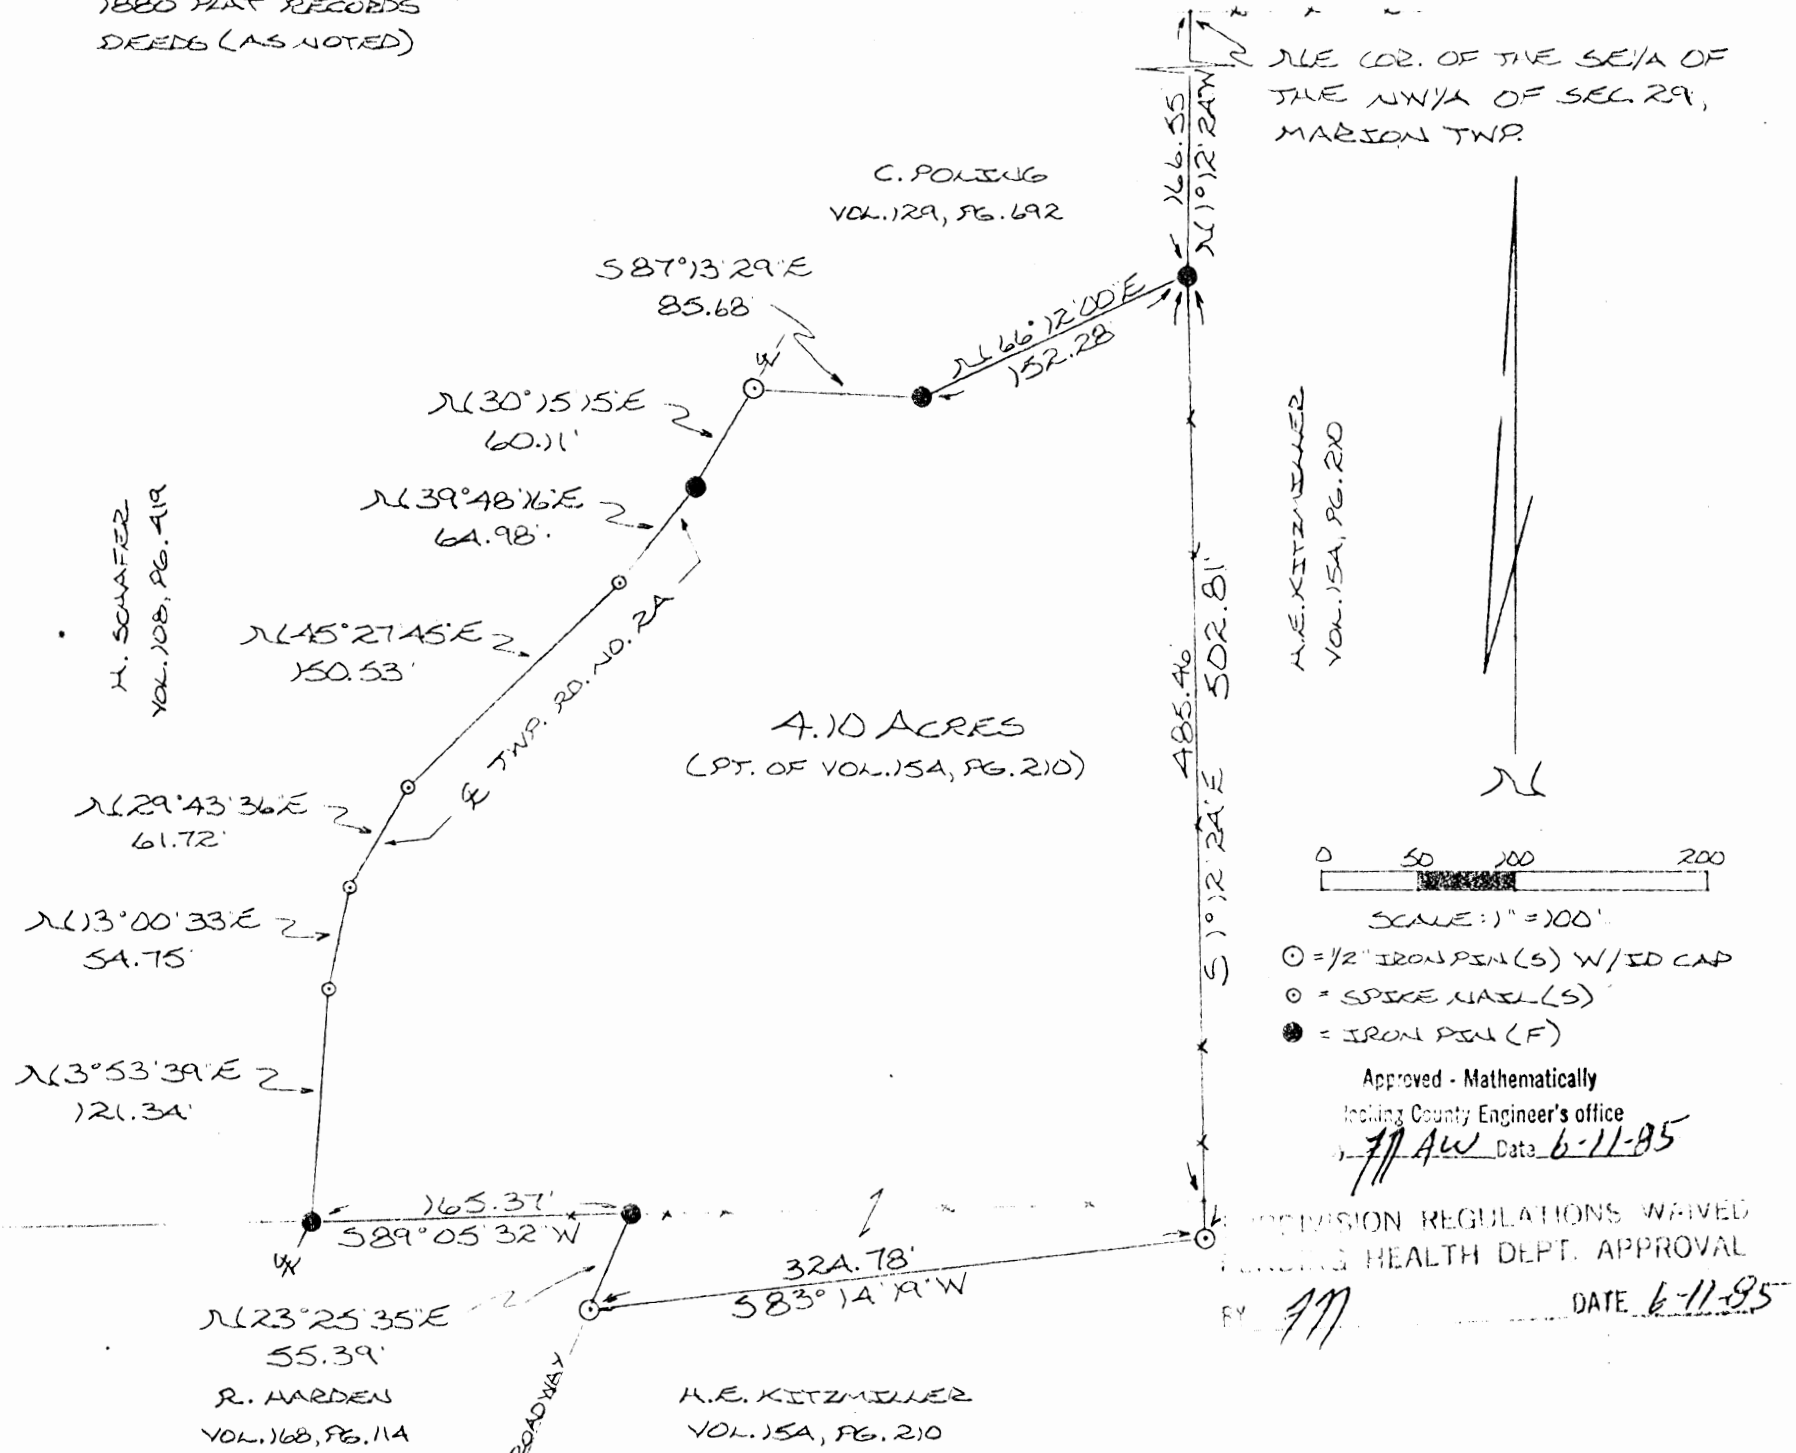 1880 PLAT RECORDS
DEEDS (AS NOTED)
NE COR. OF THE SE1/4 OF
THE NW1/4 OF SEC. 29,
MARION TWP.
166.55
N 1°12'24"W
C. POLING
VOL.129, PG.692
S 87°13'29"E
85.68'
N 66°12'00"E
152.28
N 30°15'15"E
60.11'
N 39°48'16"E
64.98'
H. SCHAFER
VOL.108, PG.419
N 45°27'45"E
150.53'
℄ TWP. RD. NO. 24
H.E. KITZMILLER
VOL.154, PG.210
485.46'
502.81'
S 1°12'24"E
4.10 ACRES
(PT. OF VOL.154, PG.210)
N
N 29°43'36"E
61.72'
N 13°00'33"E
54.75'
N 3°53'39"E
121.34'
0 50 100 200
SCALE: 1" = 100'
= 1/2" IRON PIN(S) W/ID CAP
= SPIKE NAIL(S)
= IRON PIN (F)
Approved - Mathematically
Hocking County Engineer's office
Date 6-11-85
165.37'
S89°05'32"W
324.78'
S83°14'19"W
N 23°25'35"E
55.39'
SUBDIVISION REGULATIONS WAIVED
PENDING HEALTH DEPT. APPROVAL
BY DATE 6-11-85
R. HARDEN
VOL.168, PG.114
ROADWAY
H.E. KITZMILLER
VOL.154, PG.210